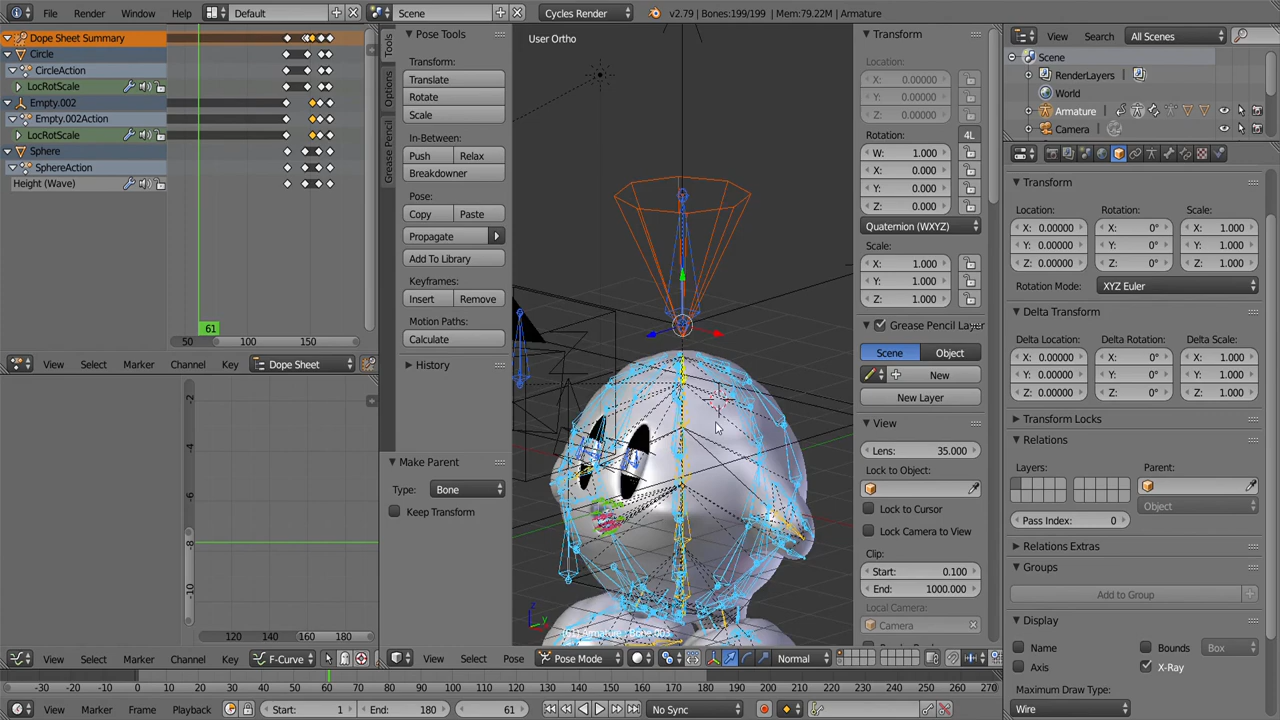 File Render Window Help Default Scene Cycles Render v2.79 | Bones:199/199 | Mem:79.22M | Armature
Dope Sheet Summary
Circle
CircleAction
LocRotScale
Empty.002
Empty.002Action
LocRotScale
Sphere
SphereAction
Height (Wave)
61
50 100 150
View Select Marker Channel Key Dope Sheet
-2
-4
-6
-8
-10
120 140 160 180
View Select Marker Channel Key F-Curve
Tools
Options
Grease Pencil
Pose Tools
Transform:
Translate
Rotate
Scale
In-Between:
Push Relax
Breakdowner
Pose:
Copy Paste
Propagate
Add To Library
Keyframes:
Insert Remove
Motion Paths:
Calculate
History
Make Parent
Type: Bone
Keep Transform
User Ortho
(61) Armature : Bone.003
View Select Pose Pose Mode Normal
Transform
Location:
X: 0.00000
Y: 0.00000
Z: 0.00000
Rotation: 4L
W: 1.000
X: 0.000
Y: 0.000
Z: 0.000
Quaternion (WXYZ)
Scale:
X: 1.000
Y: 1.000
Z: 1.000
Grease Pencil Layer
Scene Object
New
New Layer
View
Lens: 35.000
Lock to Object:
Lock to Cursor
Lock Camera to View
Clip:
Start: 0.100
End: 1000.000
Local Camera:
Camera
View Search All Scenes
Scene
RenderLayers
World
Armature
Camera
Transform
Location: Rotation: Scale:
X: 0.00000 X: 0° X: 1.000
Y: 0.00000 Y: 0° Y: 1.000
Z: 0.00000 Z: 0° Z: 1.000
Rotation Mode: XYZ Euler
Delta Transform
Delta Location: Delta Rotation: Delta Scale:
X: 0.00000 X: 0° X: 1.000
Y: 0.00000 Y: 0° Y: 1.000
Z: 0.00000 Z: 0° Z: 1.000
Transform Locks
Relations
Layers: Parent:
Object
Pass Index: 0
Relations Extras
Groups
Add to Group
Display
Name Bounds Box
Axis X-Ray
Maximum Draw Type:
Wire
-30 -20 -10 0 10 20 30 40 50 60 70 80 90 100 110 120 130 140 150 160 170 180 190 200 210 220 230 240 250 260 270
View Marker Frame Playback Start: 1 End: 180 61 No Sync